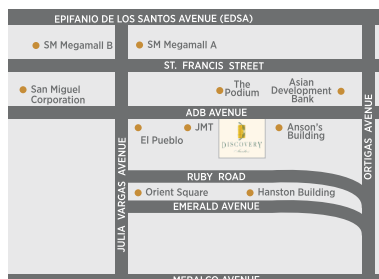 EPIFANIO DE LOS SANTOS AVENUE (EDSA)
SM Megamall B
SM Megamall A
ST. FRANCIS STREET
San Miguel
Corporation
The
Podium
Asian
Development
Bank
ADB AVENUE
El Pueblo
JMT
DISCOVERY
Anson's
Building
JULIA VARGAS AVENUE
ORTIGAS AVENUE
RUBY ROAD
Orient Square
Hanston Building
EMERALD AVENUE
MERALCO AVENUE